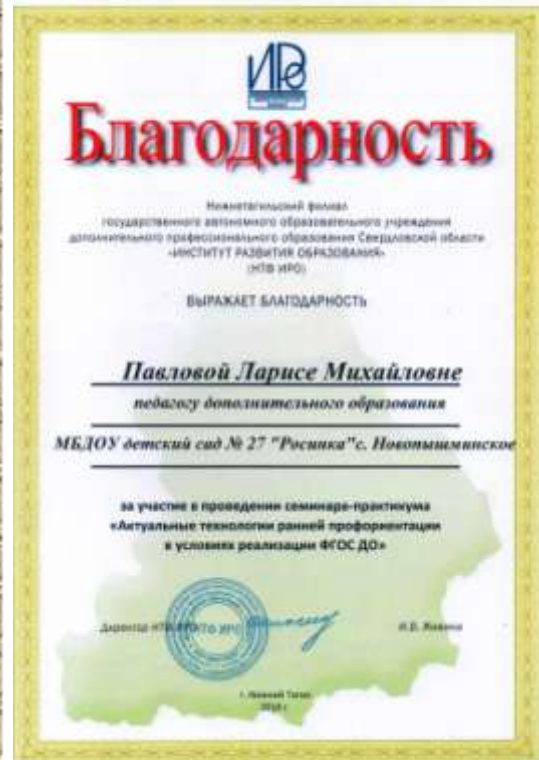 ИРО
Благодарность
Нижнетагильский филиал
государственного автономного образовательного учреждения
дополнительного профессионального образования Свердловской области
«ИНСТИТУТ РАЗВИТИЯ ОБРАЗОВАНИЯ»
(НТФ ИРО)
ВЫРАЖАЕТ БЛАГОДАРНОСТЬ
Павловой Ларисе Михайловне
педагогу дополнительного образования
МБДОУ детский сад № 27 "Росинка"с. Новопышминское
за участие в проведении семинара-практикума
«Актуальные технологии ранней профориентации
в условиях реализации ФГОС ДО»
Директор НТФ ИРО
г. Нижний Тагил